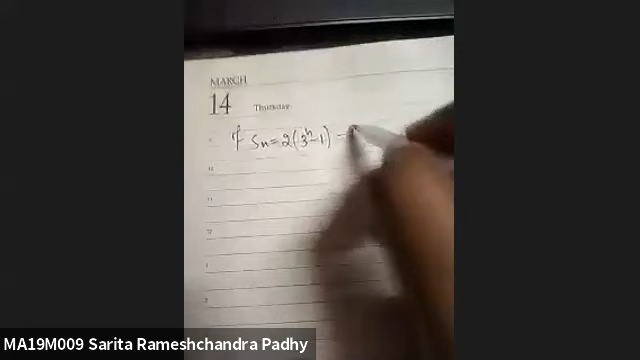 MARCH
14 Thursday
If Sn=2(3ⁿ-1)
MA19M009 Sarita Rameshchandra Padhy